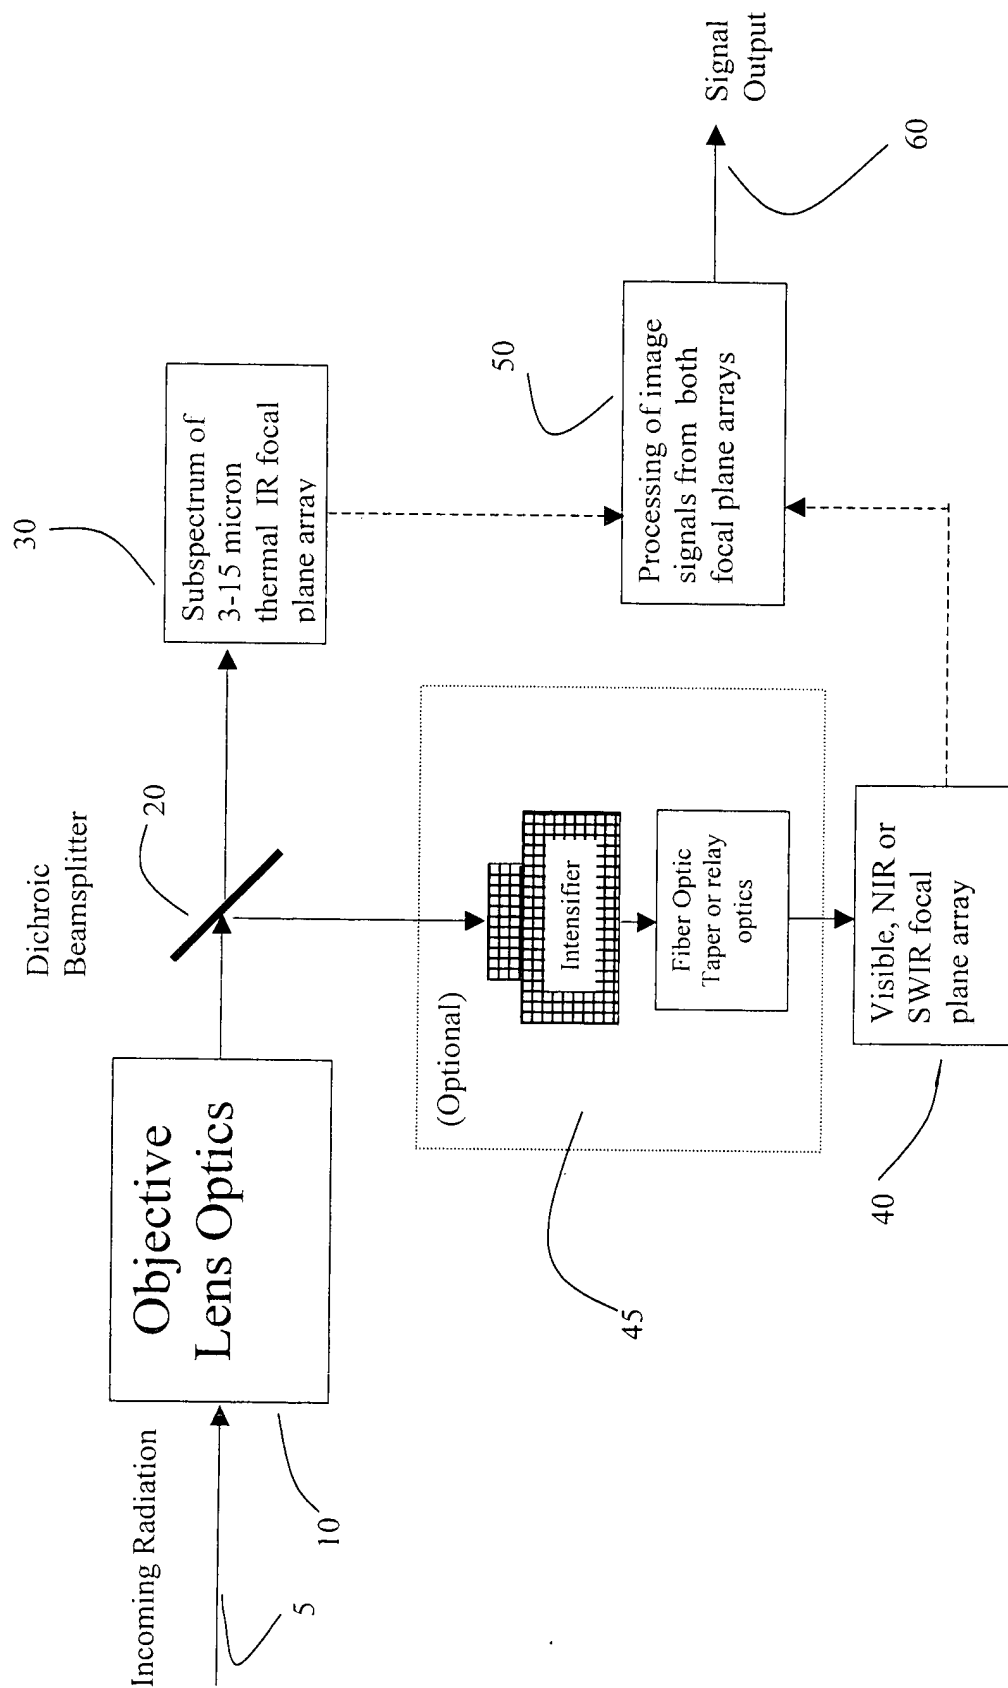 Incoming Radiation
5
10
Objective
Lens Optics
Dichroic
Beamsplitter
20
30
Subspectrum of
3-15 micron
thermal IR focal
plane array
(Optional)
Intensifier
Fiber Optic
Taper or relay
optics
45
40
Visible, NIR or
SWIR focal
plane array
50
Processing of image
signals from both
focal plane arrays
60
Signal
Output